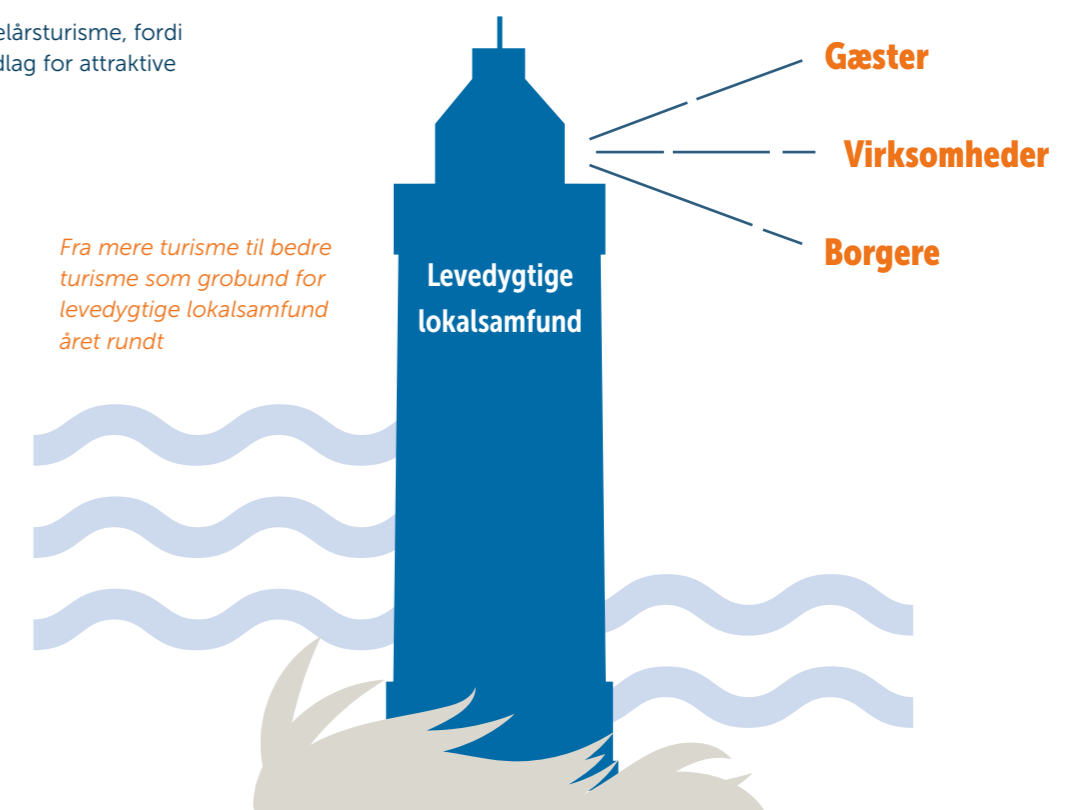 elårsturisme, fordi
dlag for attraktive
Gæster
Virksomheder
Borgere
Fra mere turisme til bedre
turisme som grobund for
levedygtige lokalsamfund
året rundt
Levedygtige
lokalsamfund